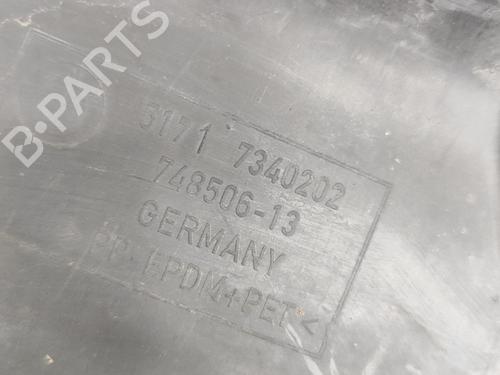 B-PARTS
5171 7340202
748506-13
GERMANY
PP-EPDM+PET<